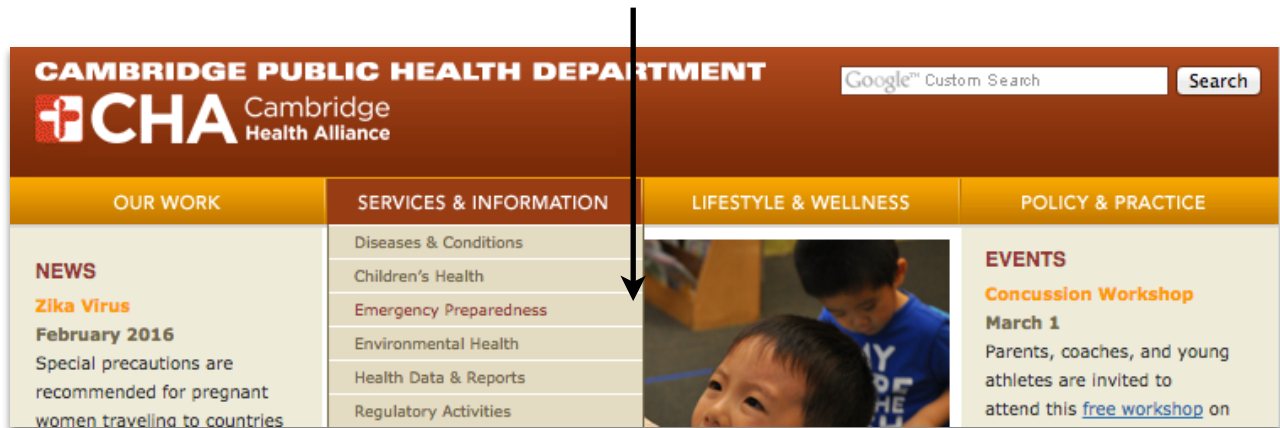 CAMBRIDGE PUBLIC HEALTH DEPARTMENT
CHA Cambridge
Health Alliance
Google™ Custom Search
Search
OUR WORK
SERVICES & INFORMATION
LIFESTYLE & WELLNESS
POLICY & PRACTICE
NEWS
Zika Virus
February 2016
Special precautions are
recommended for pregnant
women traveling to countries
Diseases & Conditions
Children's Health
Emergency Preparedness
Environmental Health
Health Data & Reports
Regulatory Activities
EVENTS
Concussion Workshop
March 1
Parents, coaches, and young
athletes are invited to
attend this free workshop on